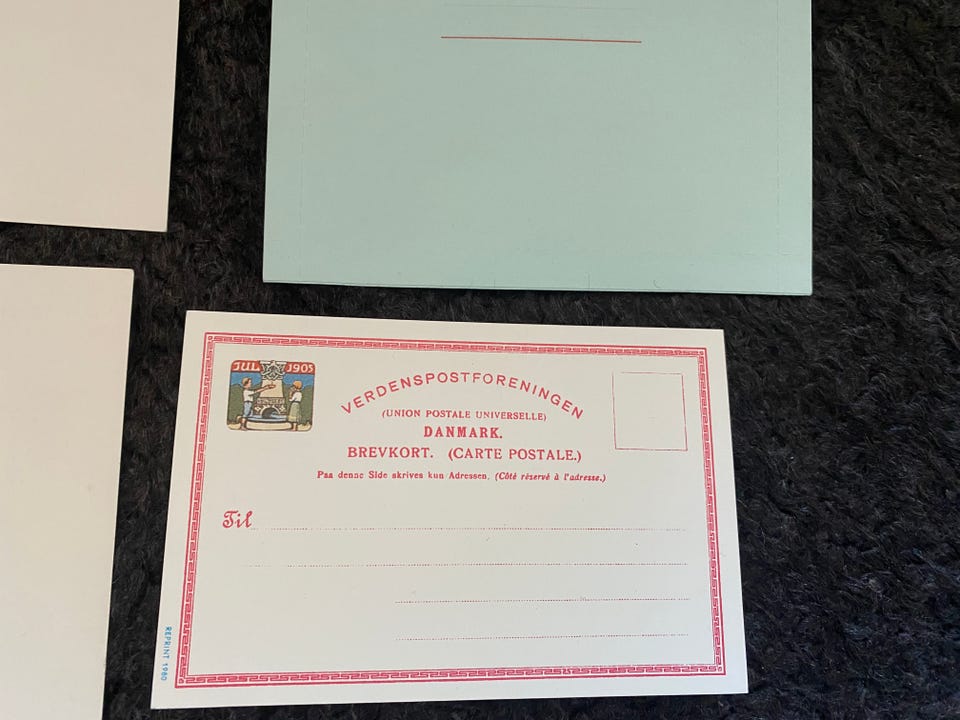 JUL 1905
VERDENSPOSTFORENINGEN
(UNION POSTALE UNIVERSELLE)
DANMARK.
BREVKORT. (CARTE POSTALE.)
Paa denne Side skrives kun Adressen. (Côté réservé à l'adresse.)
Til
REPRINT 1980